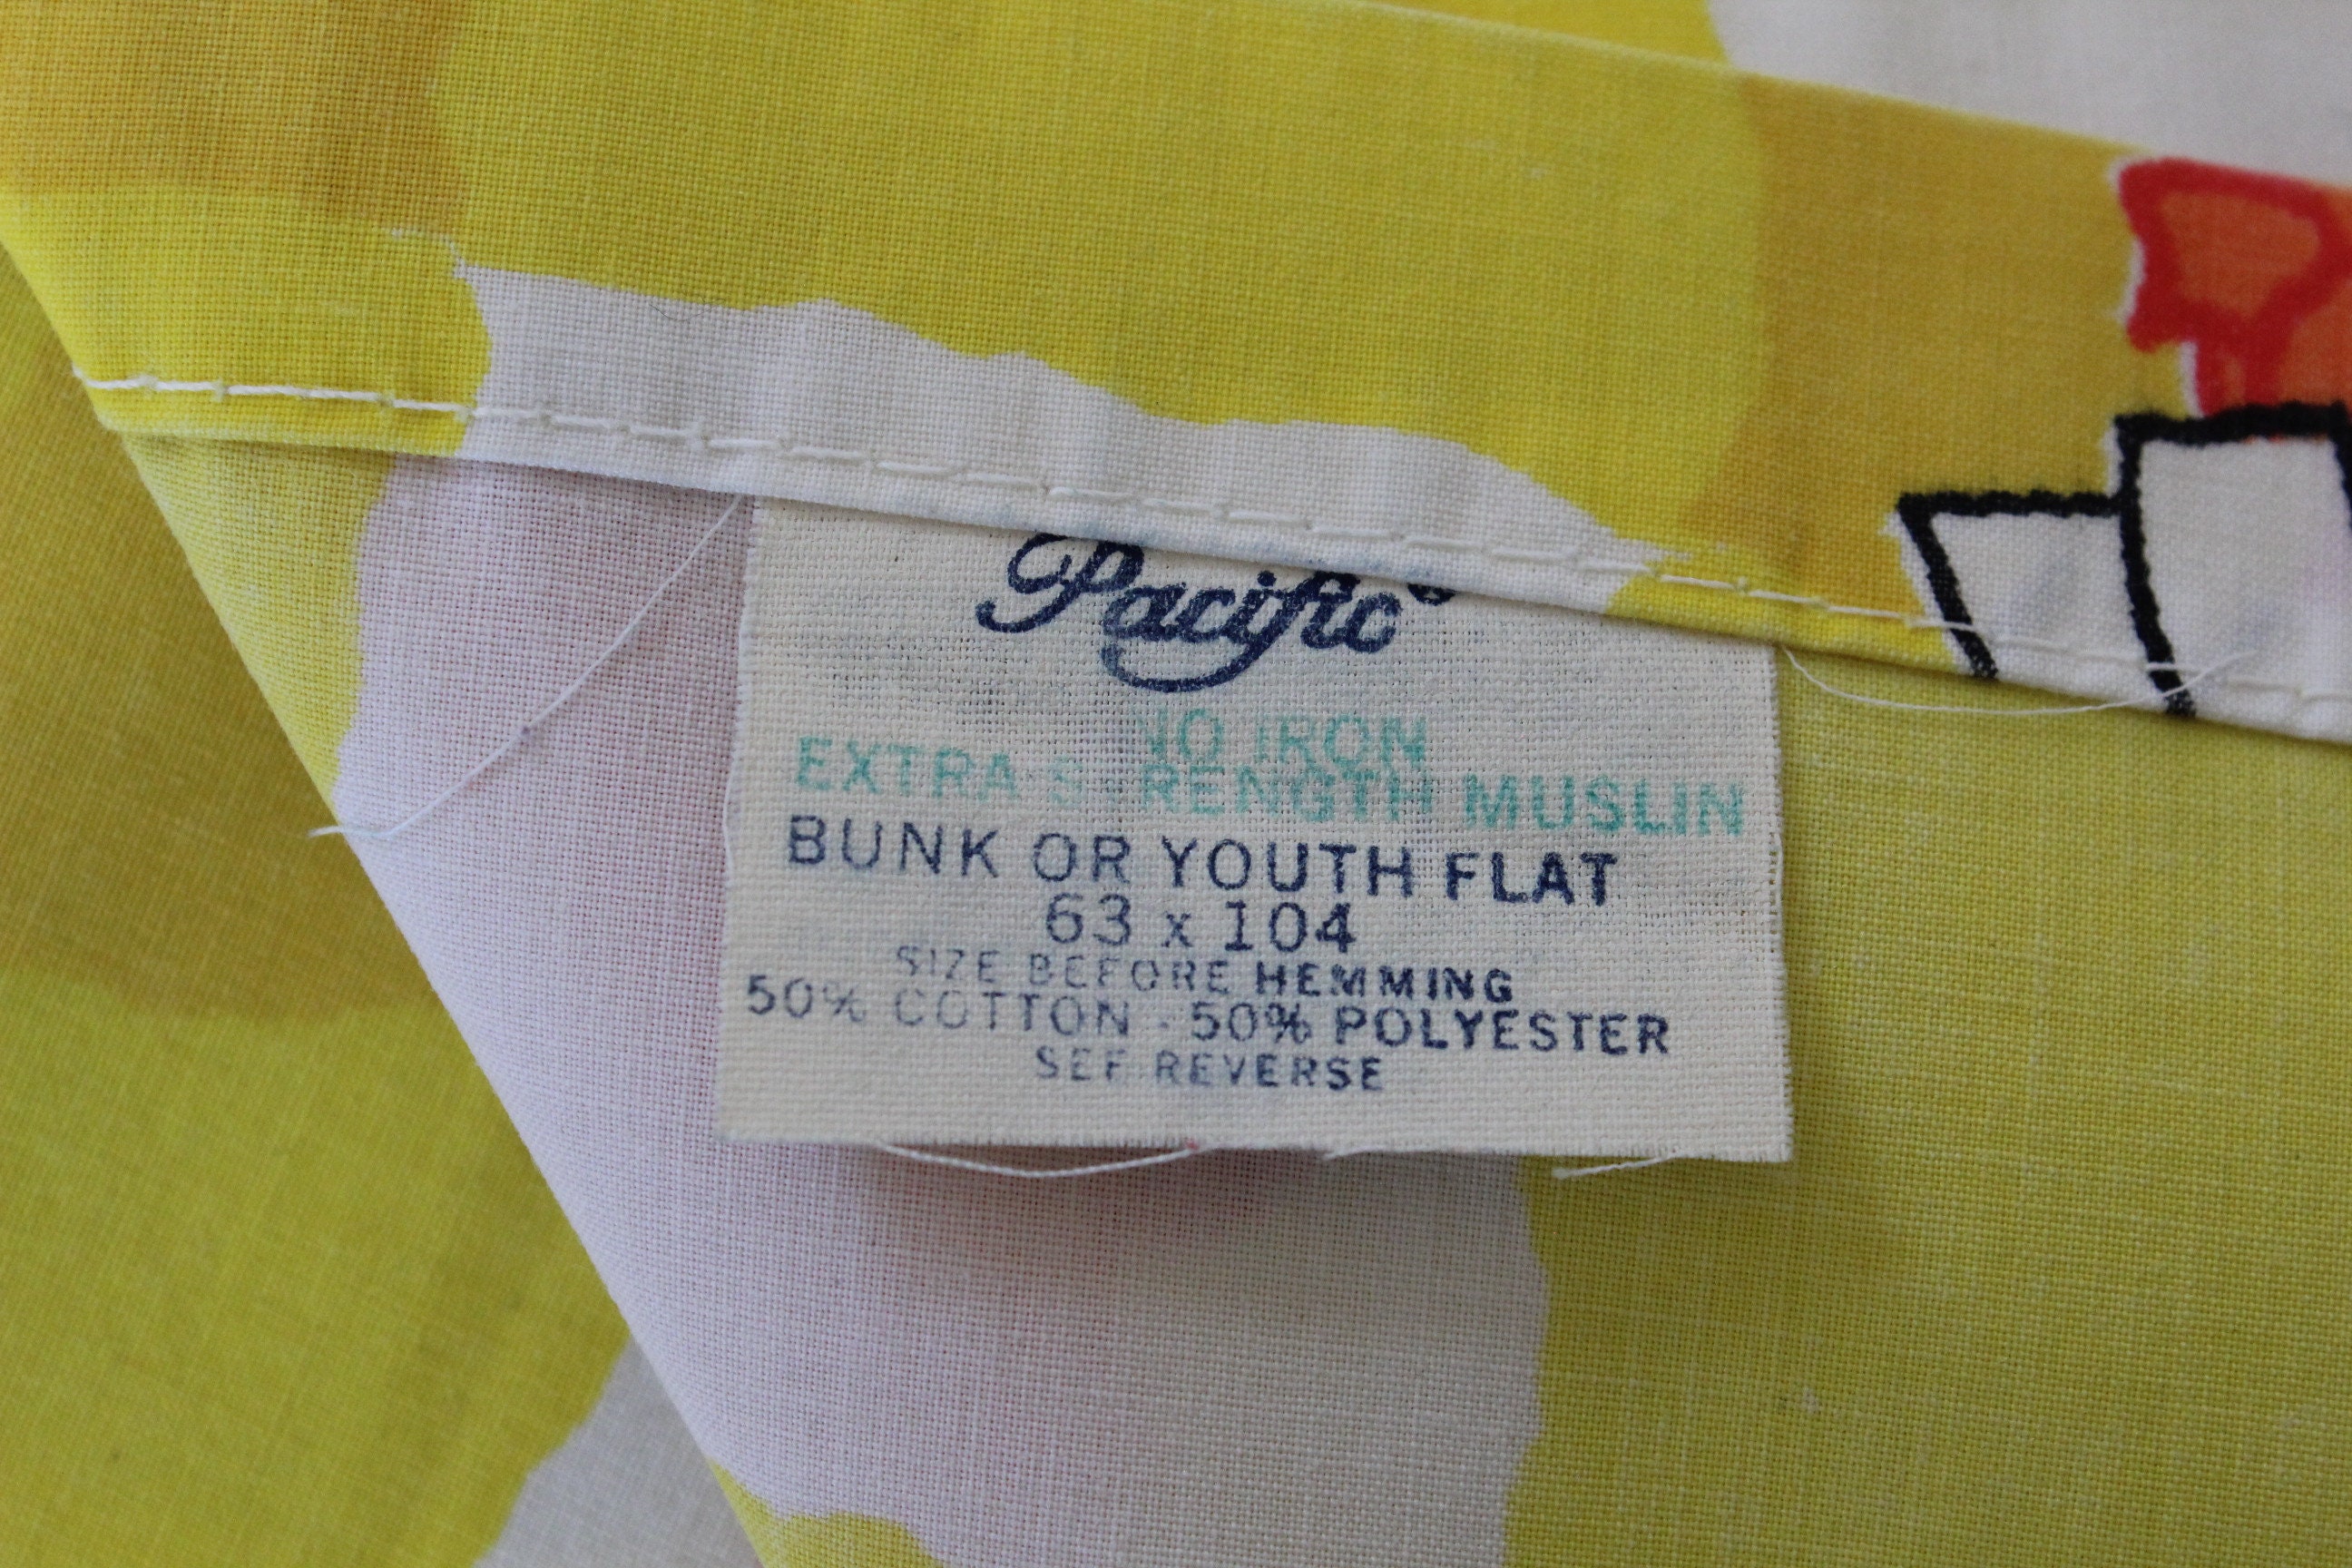 Pacific®
NO IRON
EXTRA-STRENGTH MUSLIN
BUNK OR YOUTH FLAT
63 x 104
SIZE BEFORE HEMMING
50% COTTON - 50% POLYESTER
SEE REVERSE